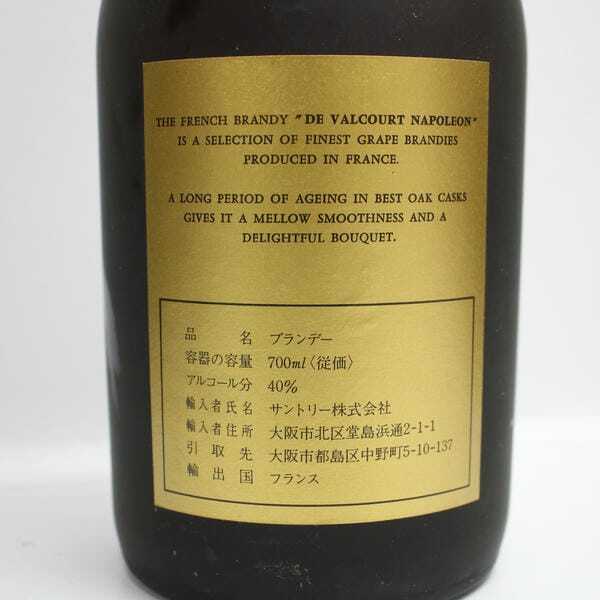 THE FRENCH BRANDY "DE VALCOURT NAPOLEON"
IS A SELECTION OF FINEST GRAPE BRANDIES
PRODUCED IN FRANCE.
A LONG PERIOD OF AGEING IN BEST OAK CASKS
GIVES IT A MELLOW SMOOTHNESS AND A
DELIGHTFUL BOUQUET.
品名 ブランデー
容器の容量 700ml〈従価〉
アルコール分 40%
輸入者氏名 サントリー株式会社
輸入者住所 大阪市北区堂島浜通2-1-1
引取先 大阪市都島区中野町5-10-137
輸出国 フランス